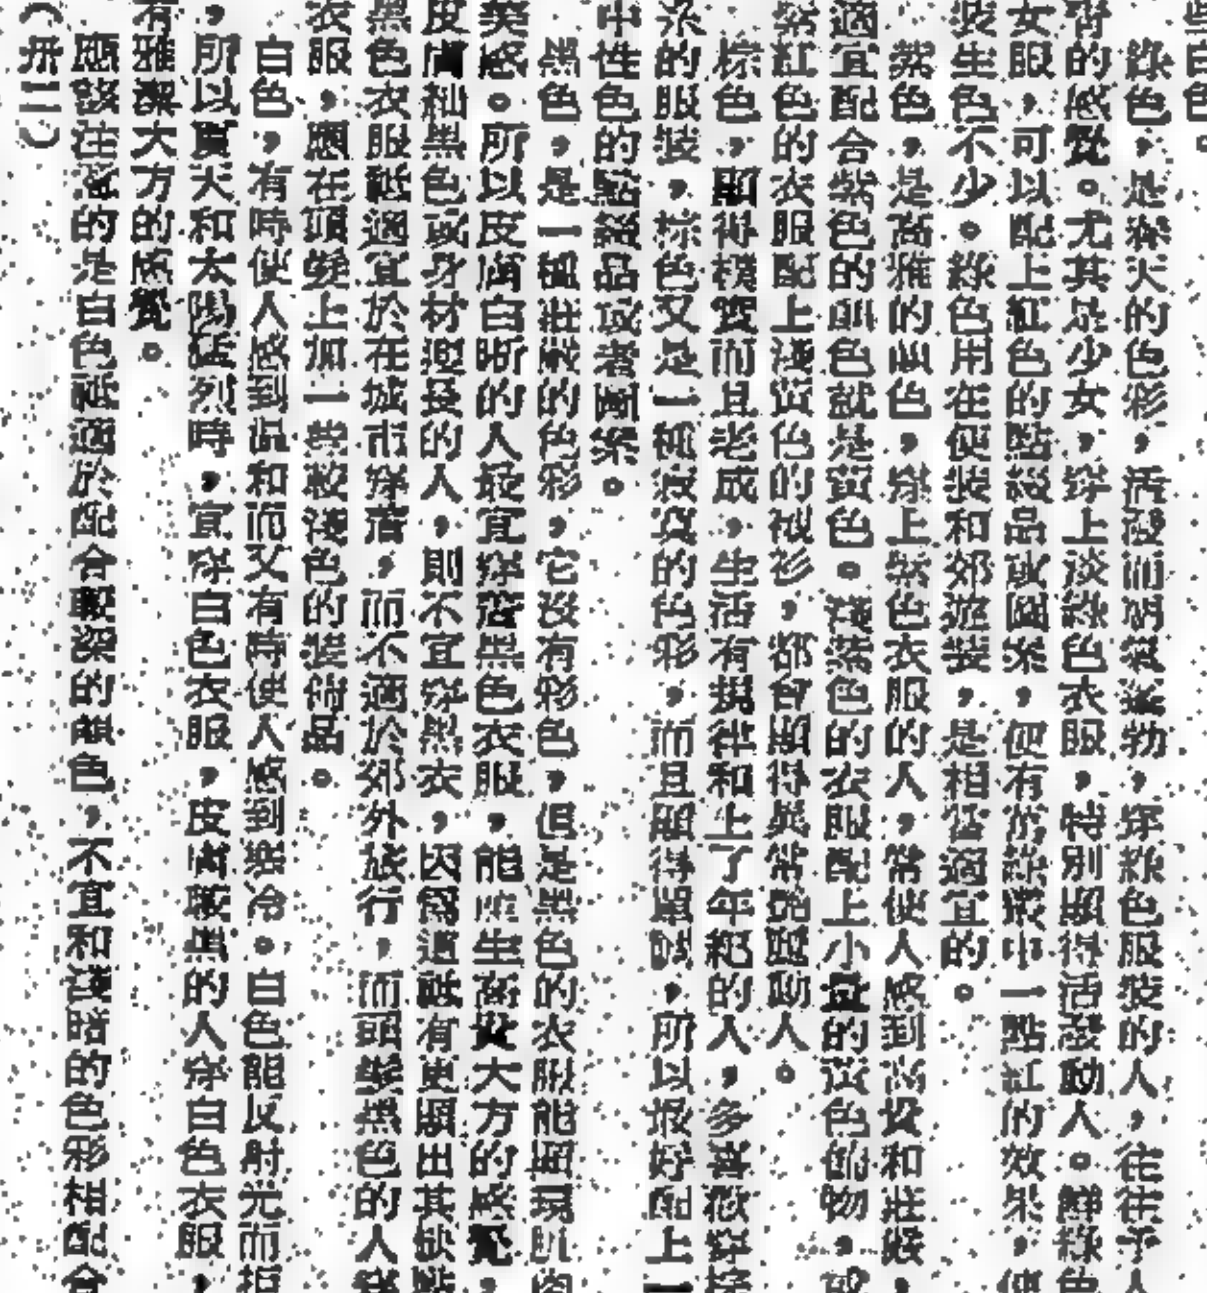 些白色。
綠色，是春天的色彩，活潑而朝氣蓬勃，穿綠色服裝的人，往往予人
的感覺。尤其是少女，穿上淡綠色衣服，特別顯得活潑動人。鮮綠色
女服，可以配上紅色的點綴品或圖案，便有萬綠叢中一點紅的效果，使
裝生色不少。綠色用在便裝和郊遊裝，是相當適宜的。
紫色，是高雅的顏色，穿上紫色衣服的人，常使人感到高貴和莊嚴，
適宜配合紫色的顏色就是黃色。淺紫色的衣服配上小量的黃色飾物，或
紫紅色的衣服配上淺黃色的襯衫，都會顯得異常艷麗動人。
棕色，顯得樸實而且老成，生活有規律和上了年紀的人，多喜歡穿棕
的服裝，棕色又是一種寂寞的色彩，而且顯得單調，所以最好配上一
中性色的點綴品或者圖案。
黑色，是一種莊嚴的色彩，它沒有彩色，但是黑色的衣服能顯現肌膚
美感。所以皮膚白晰的人最宜穿著黑色衣服，能產生高貴大方的感覺，
皮膚黝黑色或身材過長的人，則不宜穿黑衣，因為這祗有更顯出其缺點
黑色衣服祗適宜於在城市穿着，而不適於郊外旅行，而頭髮黑色的人穿
衣服，應在頭髮上加一些較淺色的裝飾品。
白色，有時使人感到溫和而又有時使人感到寒冷。白色能反射光而拒
，所以夏天和太陽猛烈時，宜穿白色衣服，皮膚較黑的人穿白色衣服，
有雅潔大方的感覺。
應該注意的是白色祗適於配合較深的顏色，不宜和淺暗的色彩相配合
（卅二）